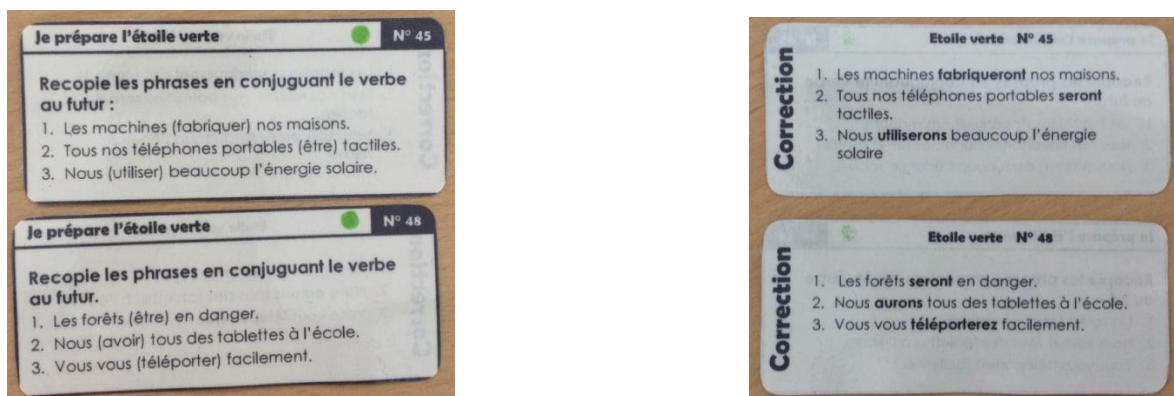 Je prépare l'étoile verte N° 45
Recopie les phrases en conjuguant le verbe
au futur :
1. Les machines (fabriquer) nos maisons.
2. Tous nos téléphones portables (être) tactiles.
3. Nous (utiliser) beaucoup l'énergie solaire.
Je prépare l'étoile verte N° 48
Recopie les phrases en conjuguant le verbe
au futur.
1. Les forêts (être) en danger.
2. Nous (avoir) tous des tablettes à l'école.
3. Vous vous (téléporter) facilement.
Correction
Etoile verte N° 45
1. Les machines fabriqueront nos maisons.
2. Tous nos téléphones portables seront
tactiles.
3. Nous utiliserons beaucoup l'énergie
solaire
Correction
Etoile verte N° 48
1. Les forêts seront en danger.
2. Nous aurons tous des tablettes à l'école.
3. Vous vous téléporterez facilement.